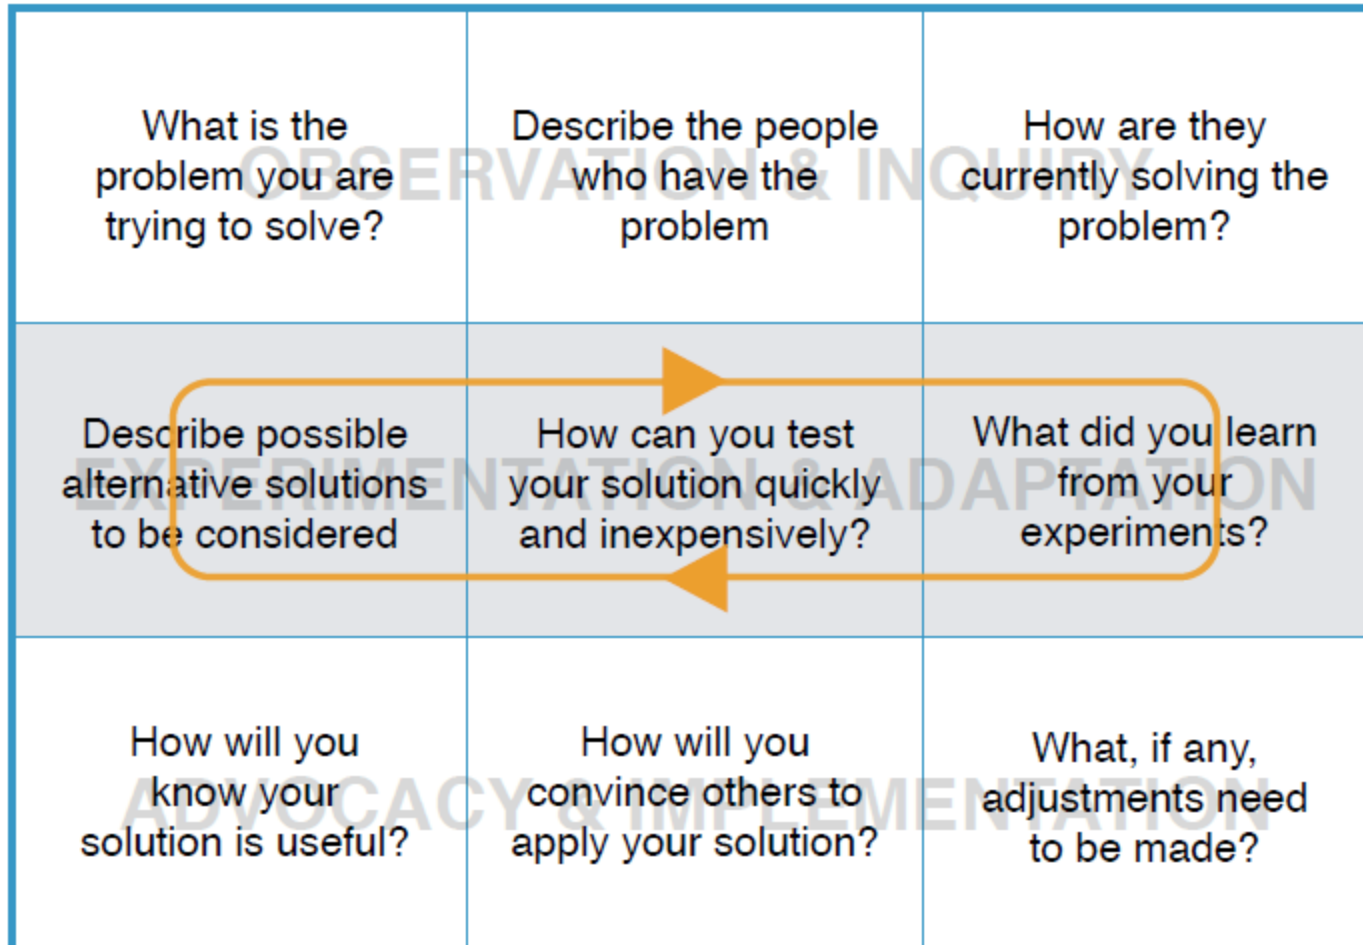 OBSERVATION & INQUIRY
What is the
problem you are
trying to solve?
Describe the people
who have the
problem
How are they
currently solving the
problem?
EXPERIMENTATION & ADAPTATION
Describe possible
alternative solutions
to be considered
How can you test
your solution quickly
and inexpensively?
What did you learn
from your
experiments?
ADVOCACY & IMPLEMENTATION
How will you
know your
solution is useful?
How will you
convince others to
apply your solution?
What, if any,
adjustments need
to be made?